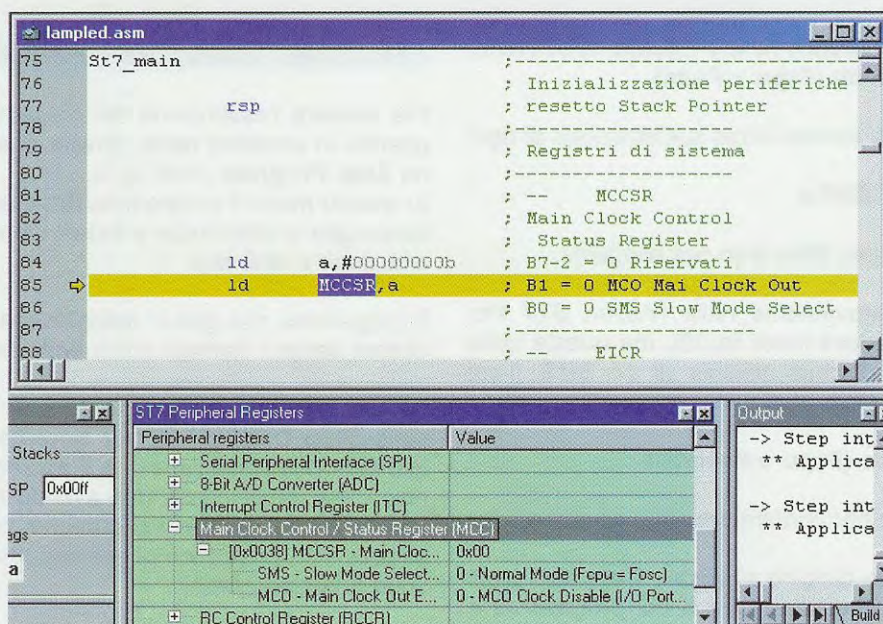 lampled.asm
75 St7_main ;-----------------------------
76 ; Inizializzazione periferiche
77 rsp ; resetto Stack Pointer
78 ;-----------------------------
79 ; Registri di sistema
80 ;--------------------
81 ; -- MCCSR
82 ; Main Clock Control
83 ; Status Register
84 ld a,#00000000b ; B7-2 = 0 Riservati
85 ld MCCSR,a ; B1 = 0 MCO Mai Clock Out
86 ; B0 = 0 SMS Slow Mode Select
87 ;-----------------------------
88 ; -- EICR
Stacks
SP 0x00ff
ags
a
ST7 Peripheral Registers
Peripheral registers Value
Serial Peripheral Interface (SPI)
8-Bit A/D Converter (ADC)
Interrupt Control Register (ITC)
Main Clock Control / Status Register (MCC)
[0x0038] MCCSR - Main Cloc... 0x00
SMS - Slow Mode Select... 0 - Normal Mode (Fcpu = Fosc)
MCO - Main Clock Out E... 0 - MCO Clock Disable (I/O Port...
RC Control Register (RCCR)
Output
-> Step int
** Applica
-> Step int
** Applica
Build